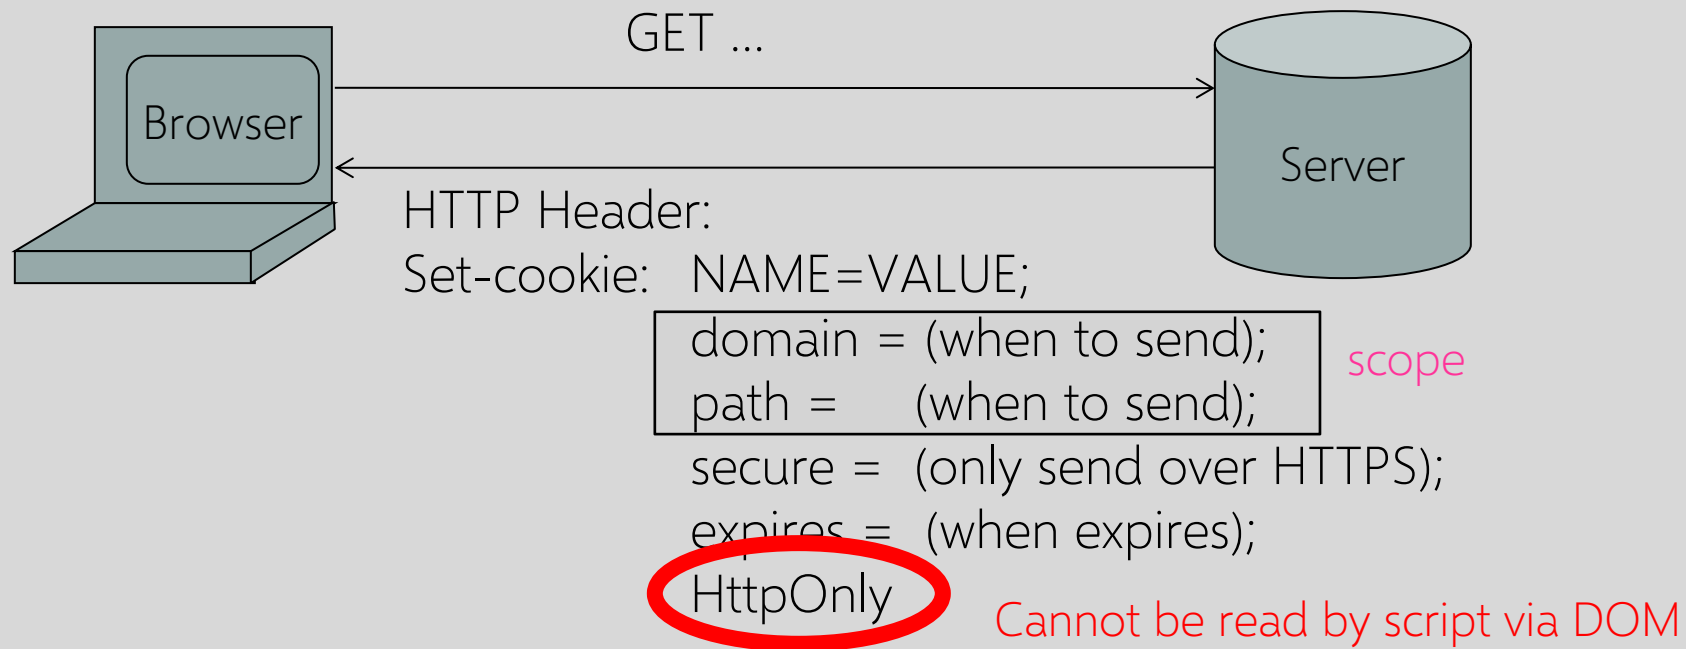 GET ...
Browser
Server
HTTP Header:
Set-cookie: NAME=VALUE;
domain = (when to send);
scope
path = (when to send);
secure = (only send over HTTPS);
expires = (when expires);
HttpOnly
Cannot be read by script via DOM